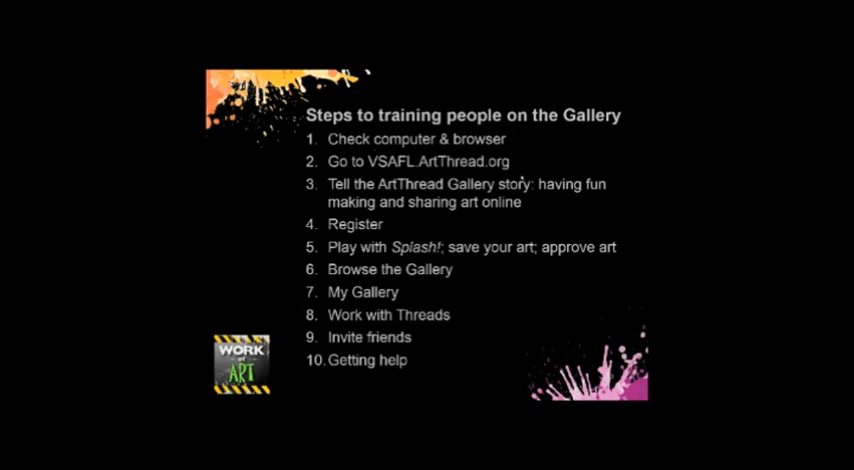 Steps to training people on the Gallery
1. Check computer & browser
2. Go to VSAFL.ArtThread.org
3. Tell the ArtThread Gallery story: having fun
making and sharing art online
4. Register
5. Play with Splash!; save your art; approve art
6. Browse the Gallery
7. My Gallery
8. Work with Threads
9. Invite friends
10. Getting help
WORK
of
ART